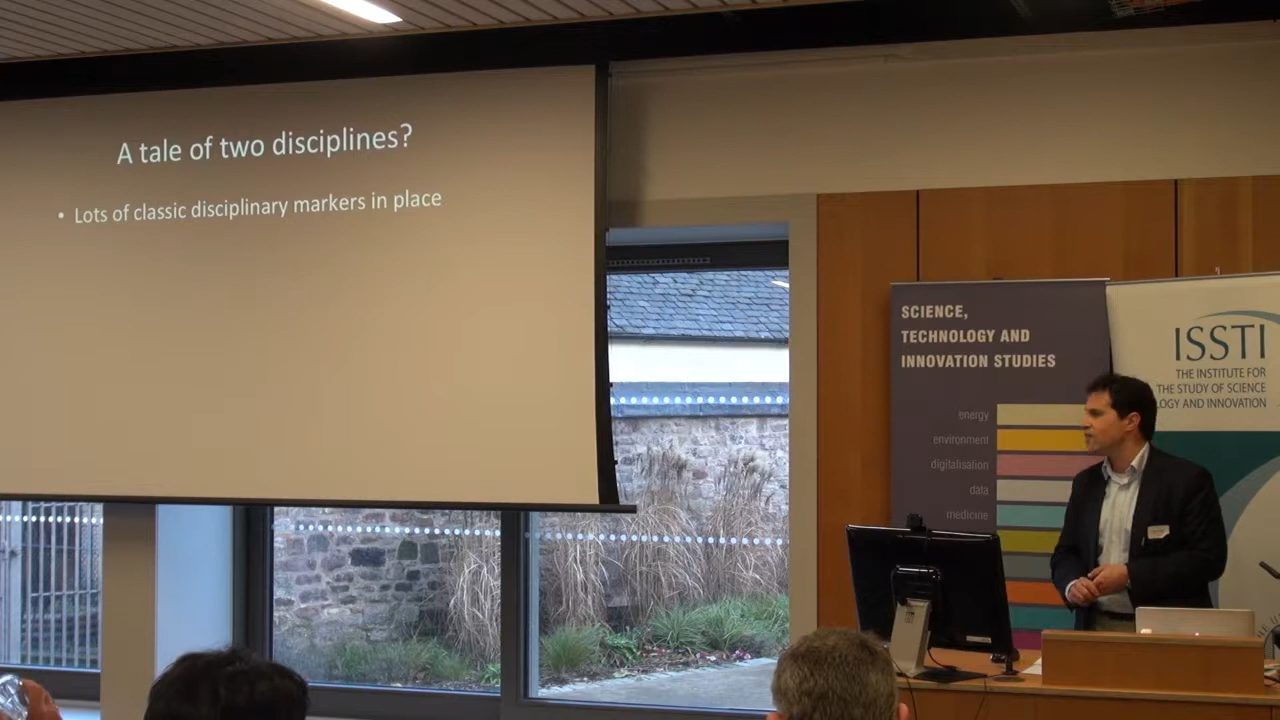 A tale of two disciplines?
• Lots of classic disciplinary markers in place
SCIENCE,
TECHNOLOGY AND
INNOVATION STUDIES
energy
environment
digitalisation
data
medicine
ISSTI
THE INSTITUTE FOR
THE STUDY OF SCIENCE
AND INNOVATION